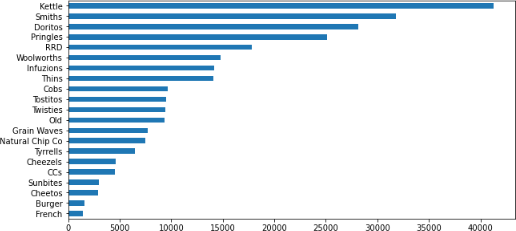 Kettle
Smiths
Doritos
Pringles
RRD
Woolworths
Infuzions
Thins
Cobs
Tostitos
Twisties
Old
Grain Waves
Natural Chip Co
Tyrrells
Cheezels
CCs
Sunbites
Cheetos
Burger
French
0 5000 10000 15000 20000 25000 30000 35000 40000